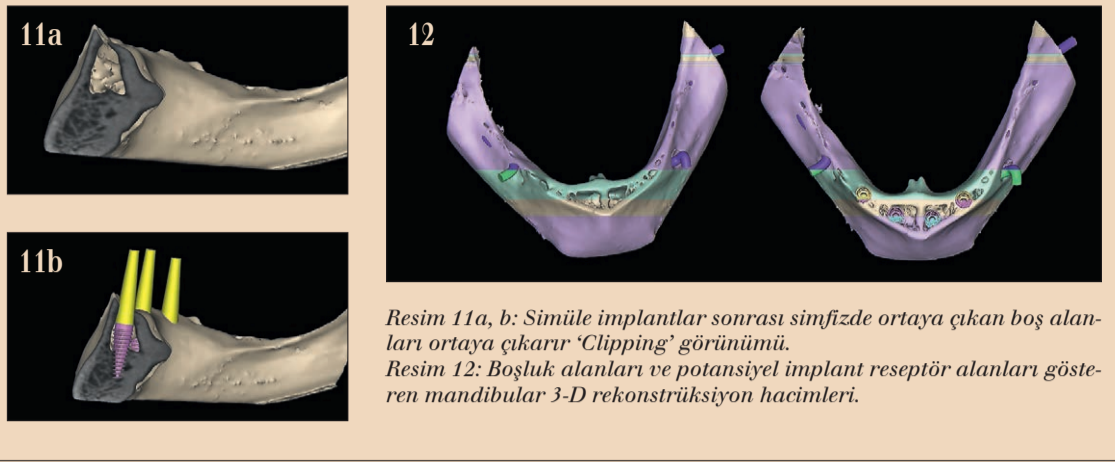 11a
12
11b
Resim 11a, b: Simüle implantlar sonrası simfizde ortaya çıkan boş alan-
ları ortaya çıkarır ‘Clipping’ görünümü.
Resim 12: Boşluk alanları ve potansiyel implant reseptör alanları göste-
ren mandibular 3-D rekonstrüksiyon hacimleri.